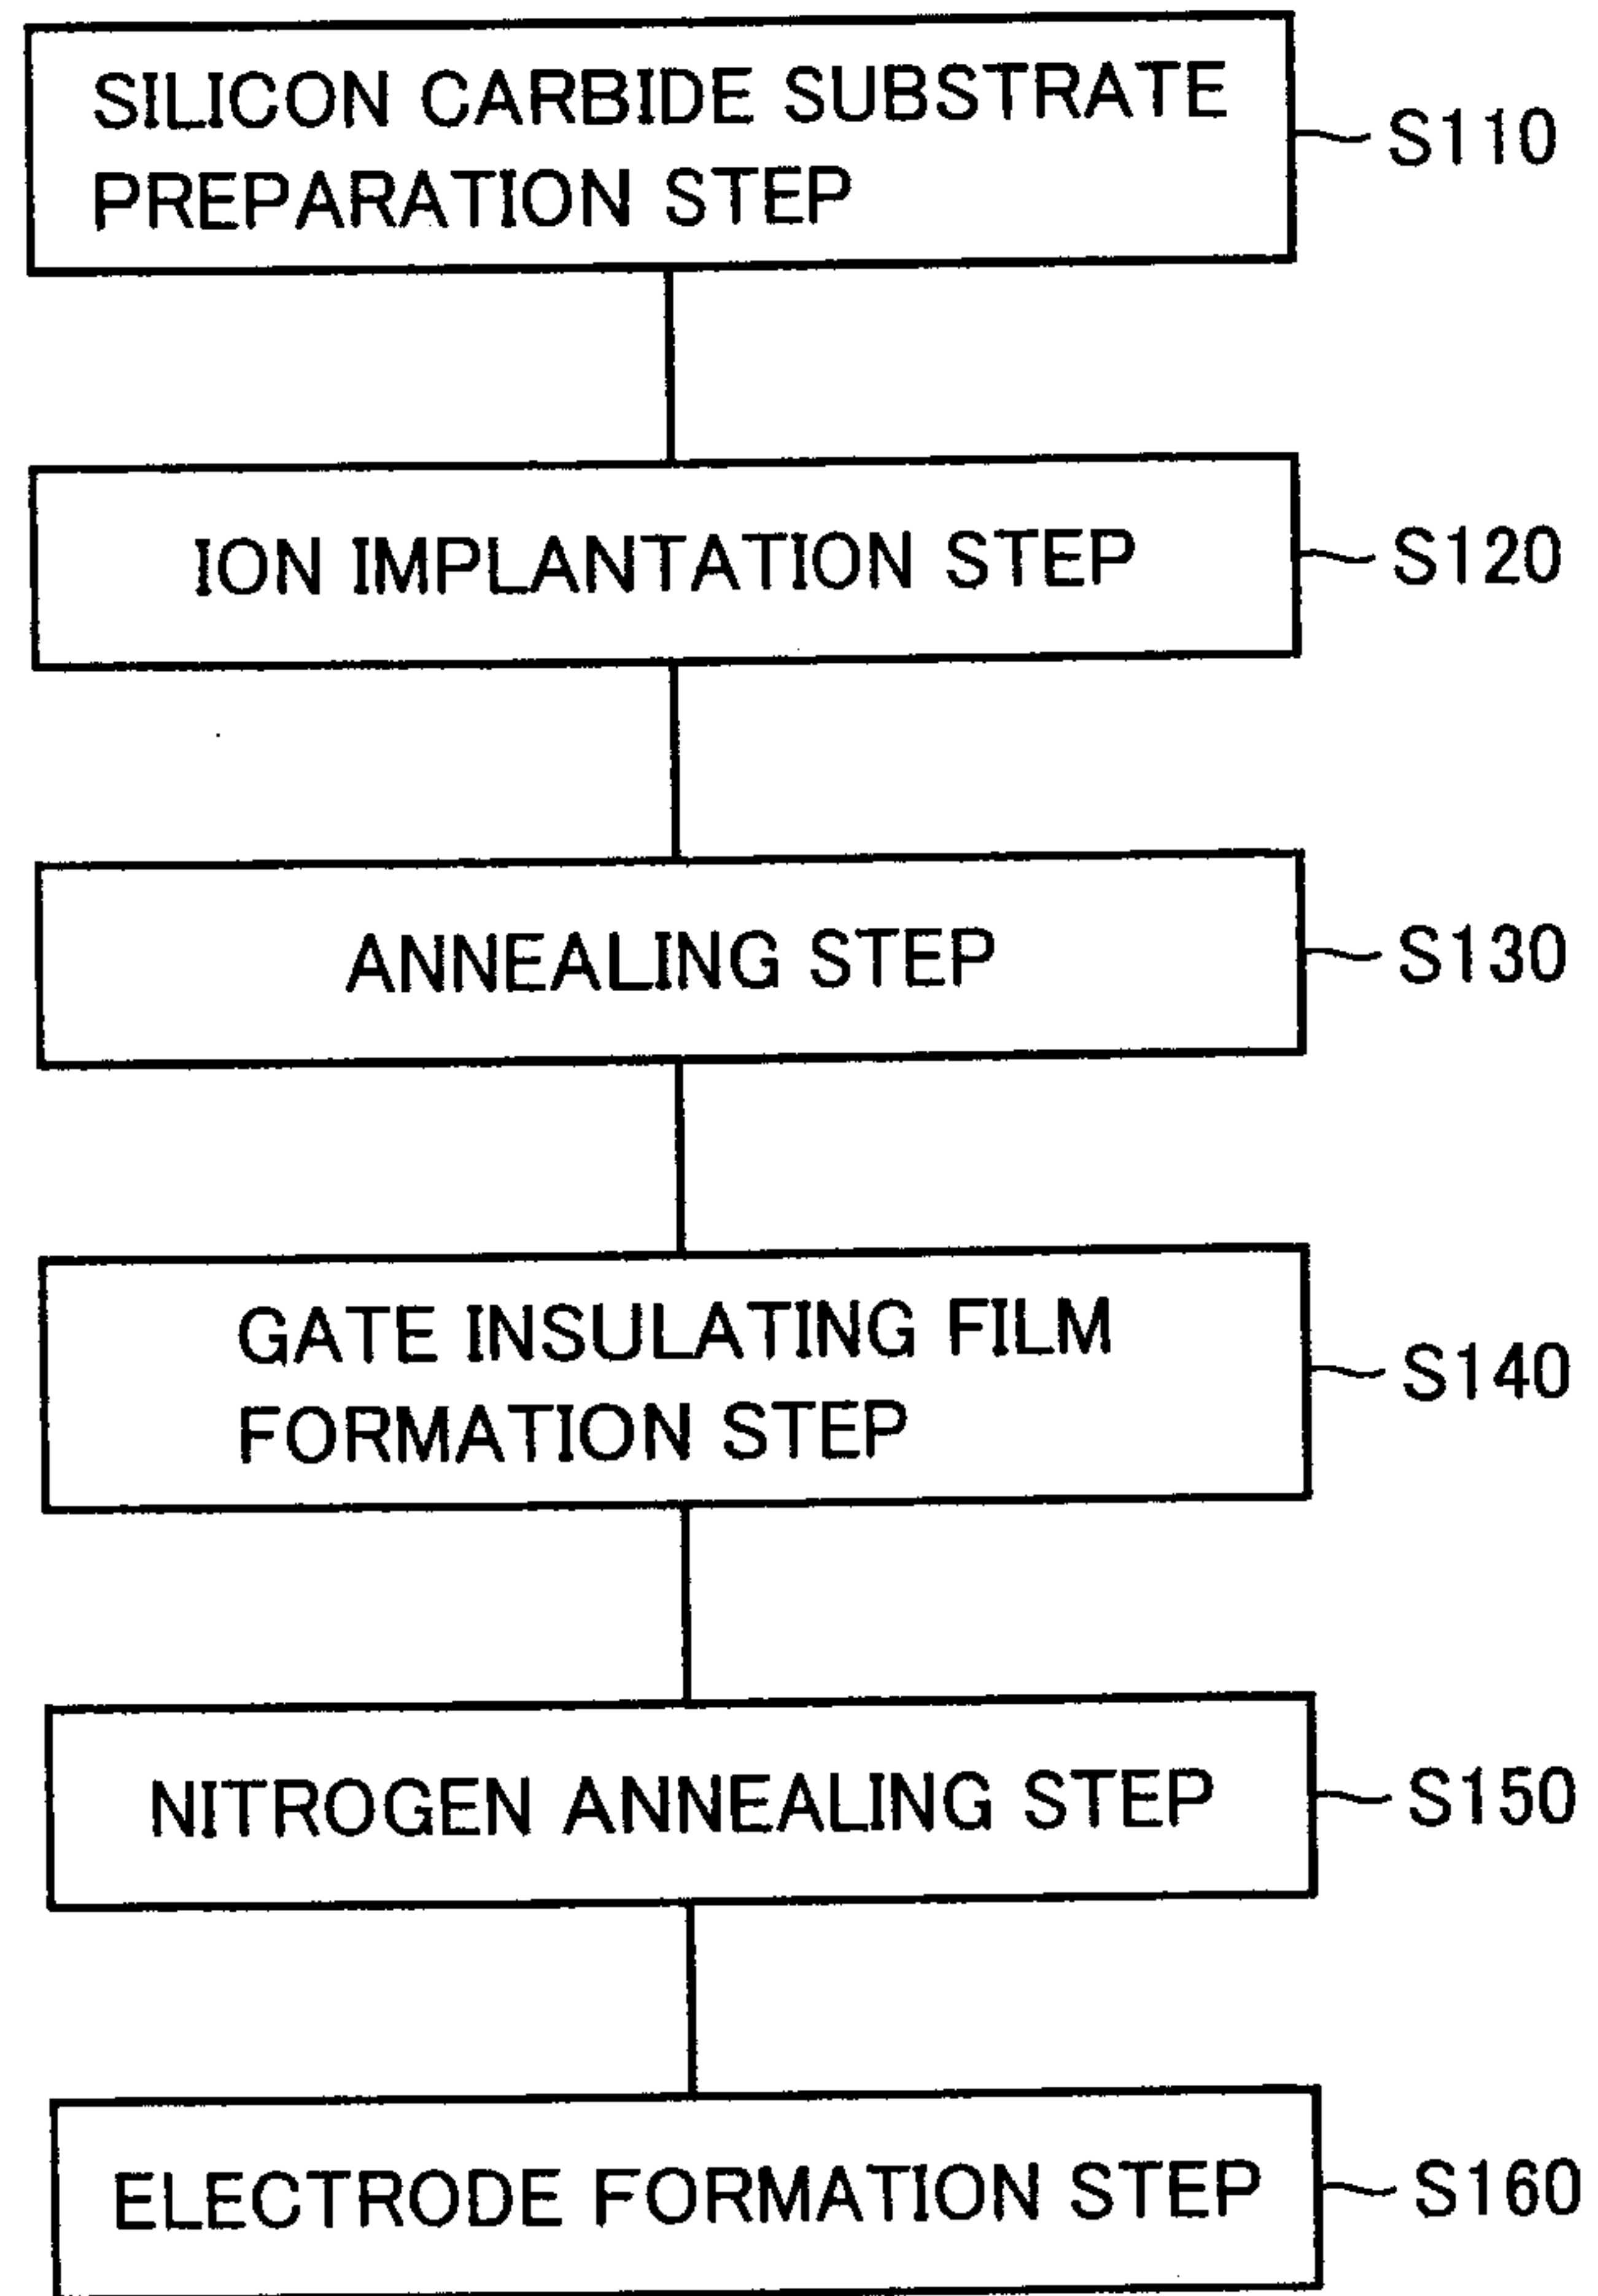 SILICON CARBIDE SUBSTRATE
PREPARATION STEP
S110
ION IMPLANTATION STEP
S120
ANNEALING STEP
S130
GATE INSULATING FILM
FORMATION STEP
S140
NITROGEN ANNEALING STEP
S150
ELECTRODE FORMATION STEP
S160